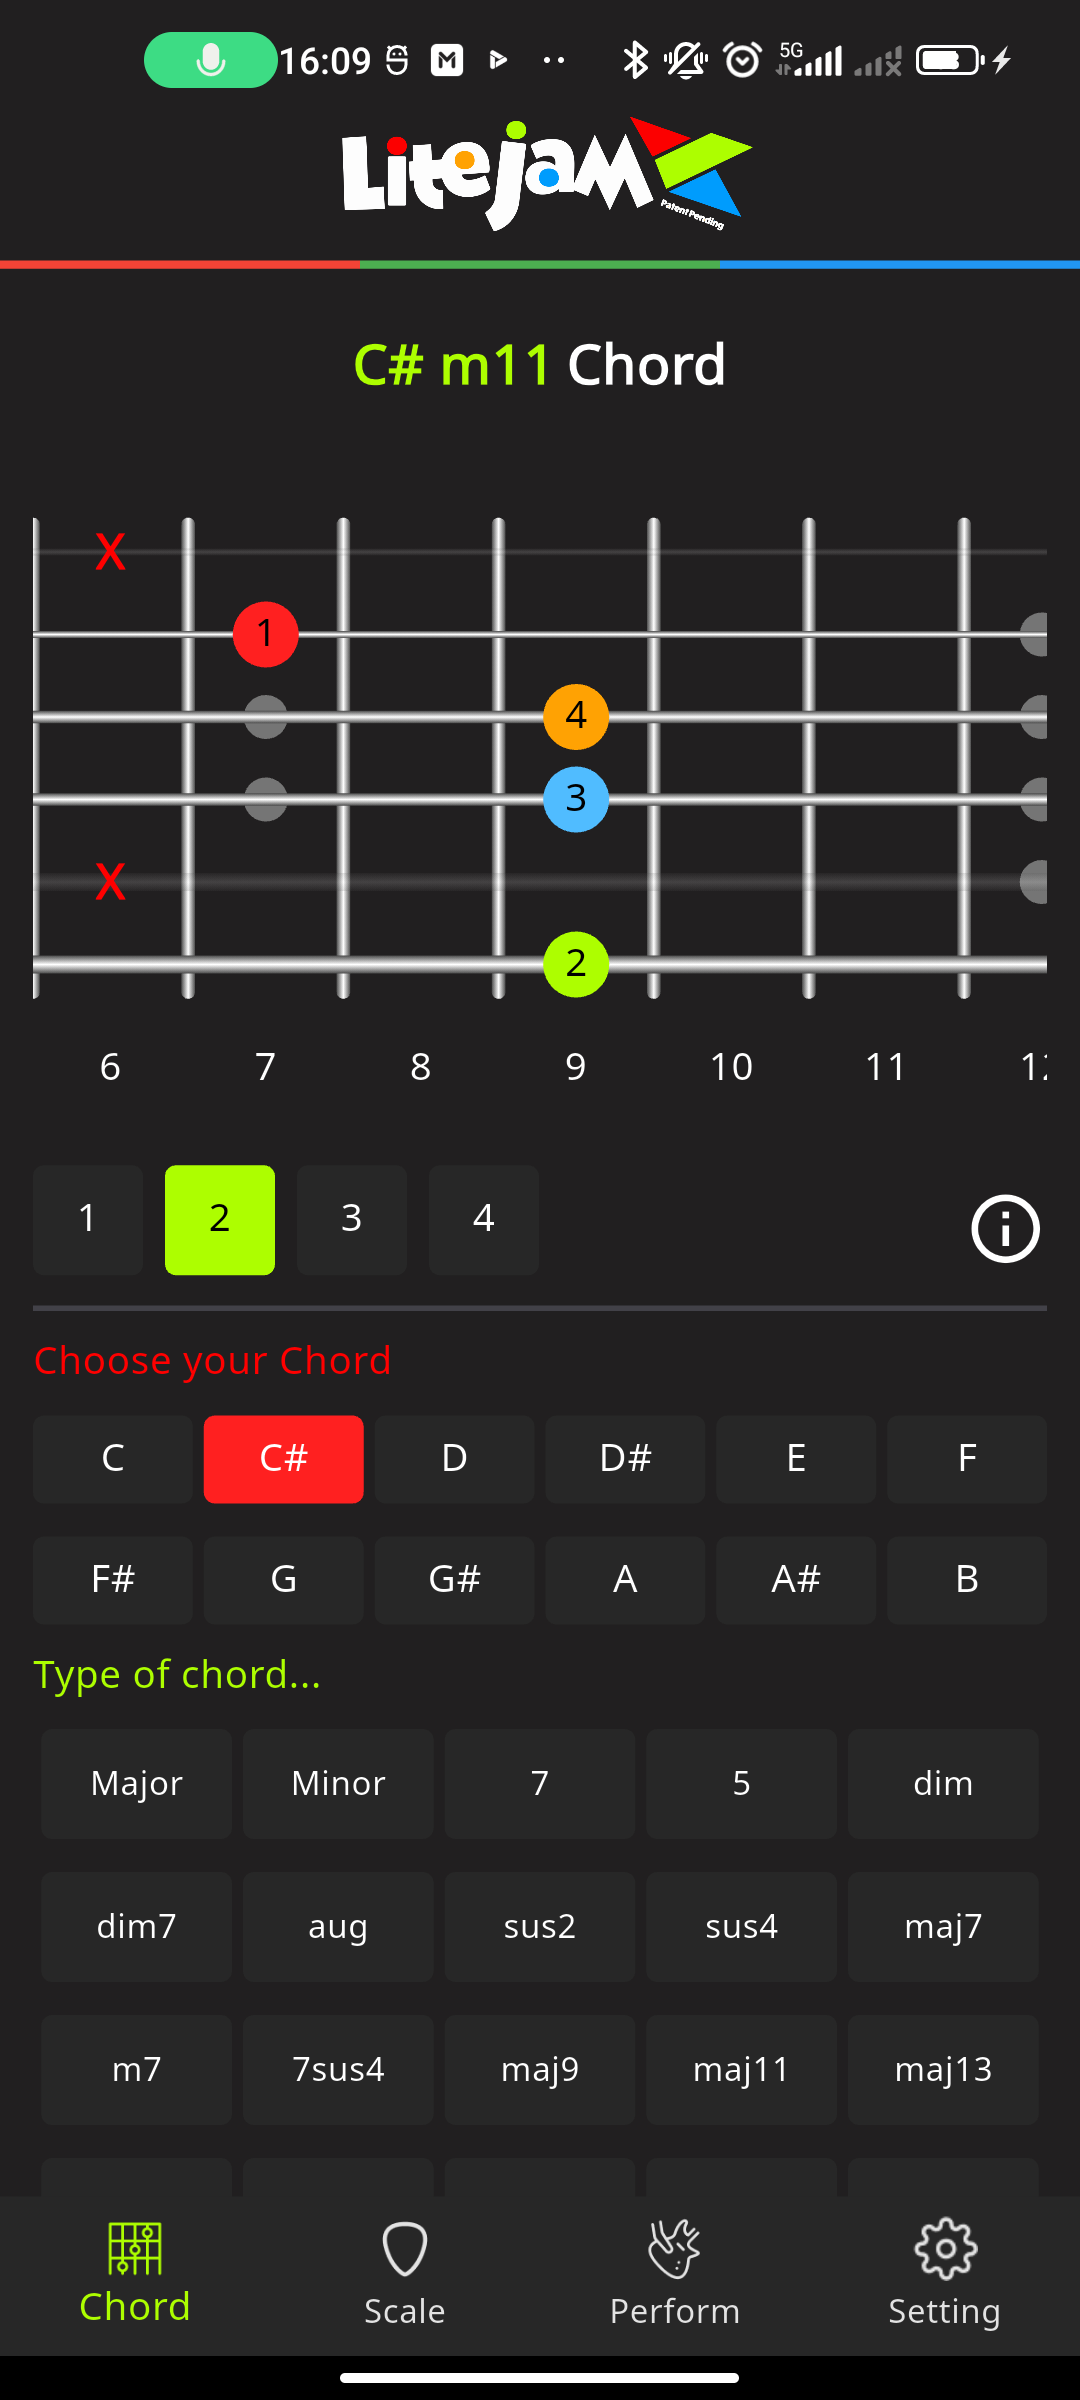 16:09
5G
LiteJam
Patent Pending
C# m11 Chord
X
1
4
3
X
2
6 7 8 9 10 11 12
1 2 3 4
Choose your Chord
C C# D D# E F
F# G G# A A# B
Type of chord...
Major Minor 7 5 dim
dim7 aug sus2 sus4 maj7
m7 7sus4 maj9 maj11 maj13
Chord Scale Perform Setting